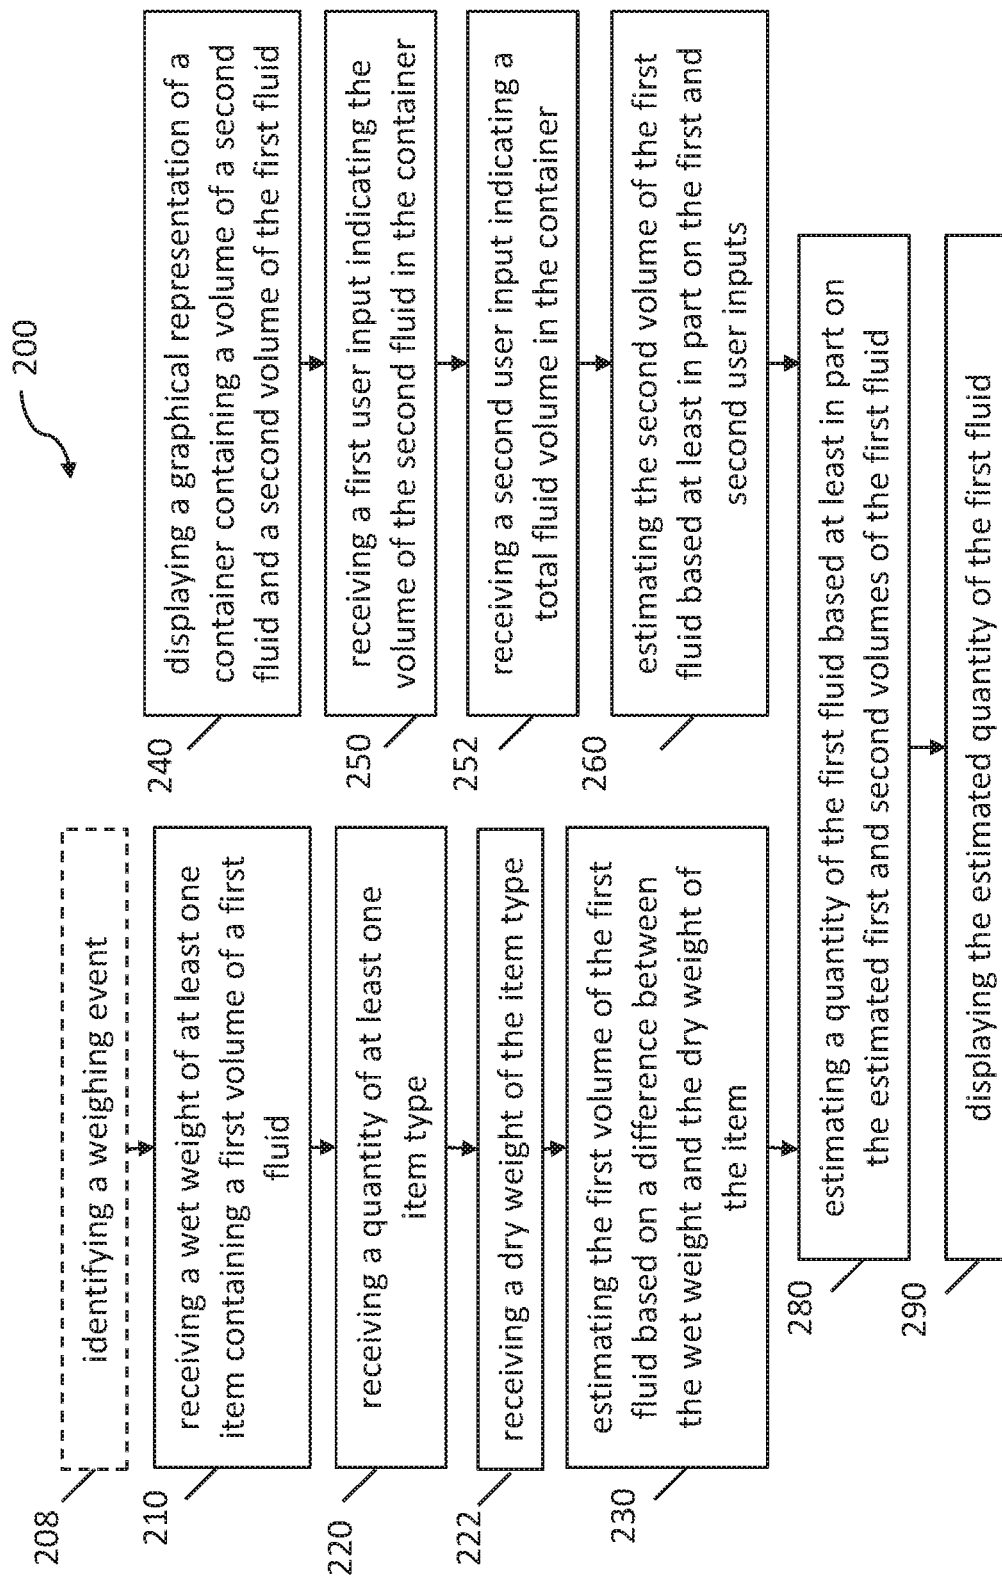 200
208
identifying a weighing event
210
receiving a wet weight of at least one
item containing a first volume of a first
fluid
220
receiving a quantity of at least one
item type
222
receiving a dry weight of the item type
230
estimating the first volume of the first
fluid based on a difference between
the wet weight and the dry weight of
the item
240
displaying a graphical representation of a
container containing a volume of a second
fluid and a second volume of the first fluid
250
receiving a first user input indicating the
volume of the second fluid in the container
252
receiving a second user input indicating a
total fluid volume in the container
260
estimating the second volume of the first
fluid based at least in part on the first and
second user inputs
280
estimating a quantity of the first fluid based at least in part on
the estimated first and second volumes of the first fluid
290
displaying the estimated quantity of the first fluid